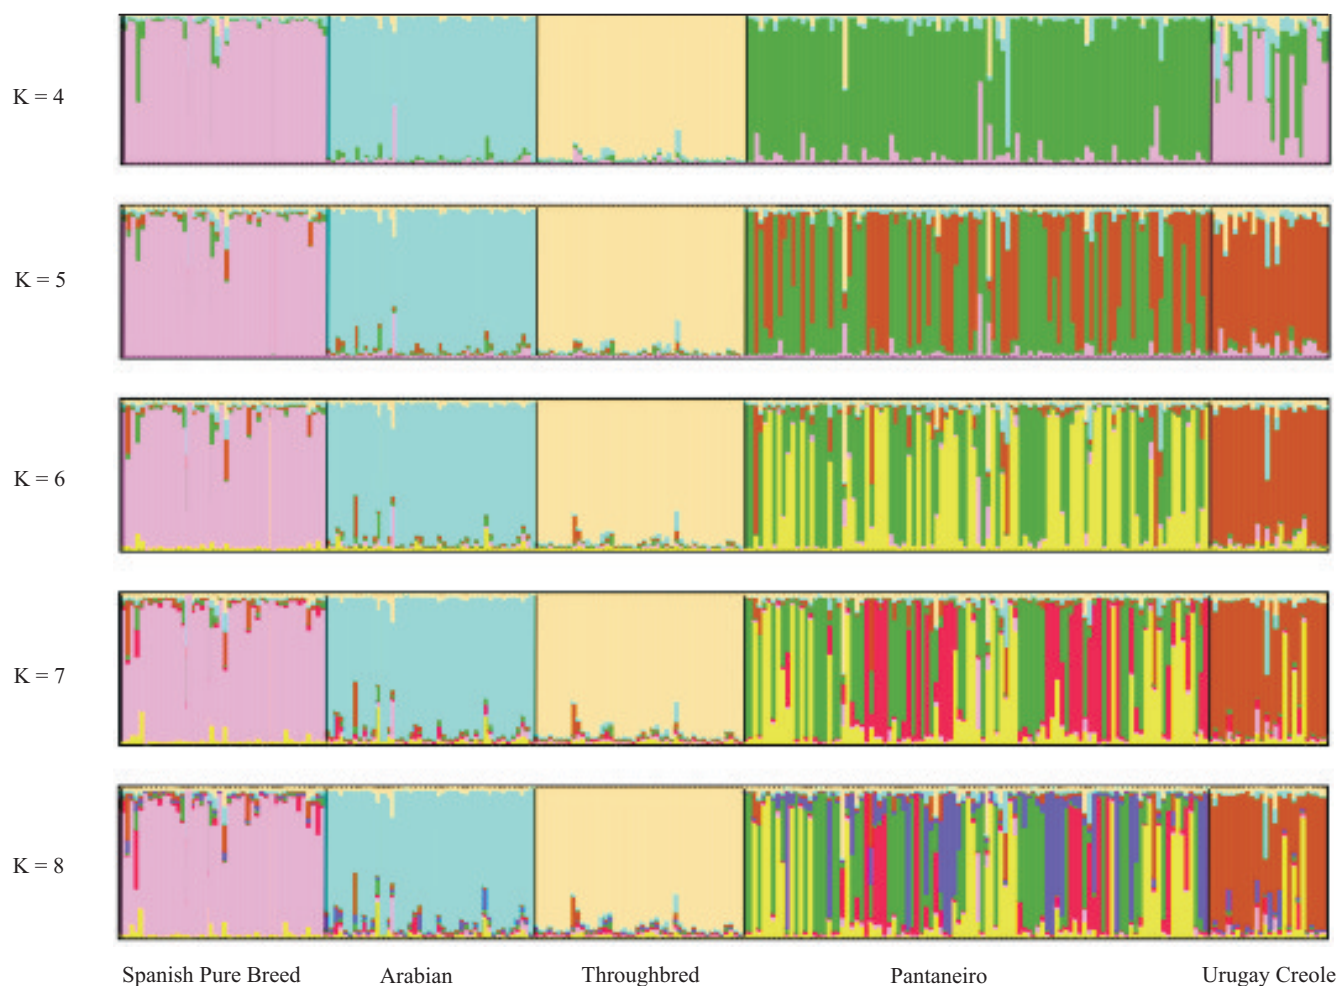 K = 4
K = 5
K = 6
K = 7
K = 8
Spanish Pure Breed Arabian Throughbred Pantaneiro Urugay Creole